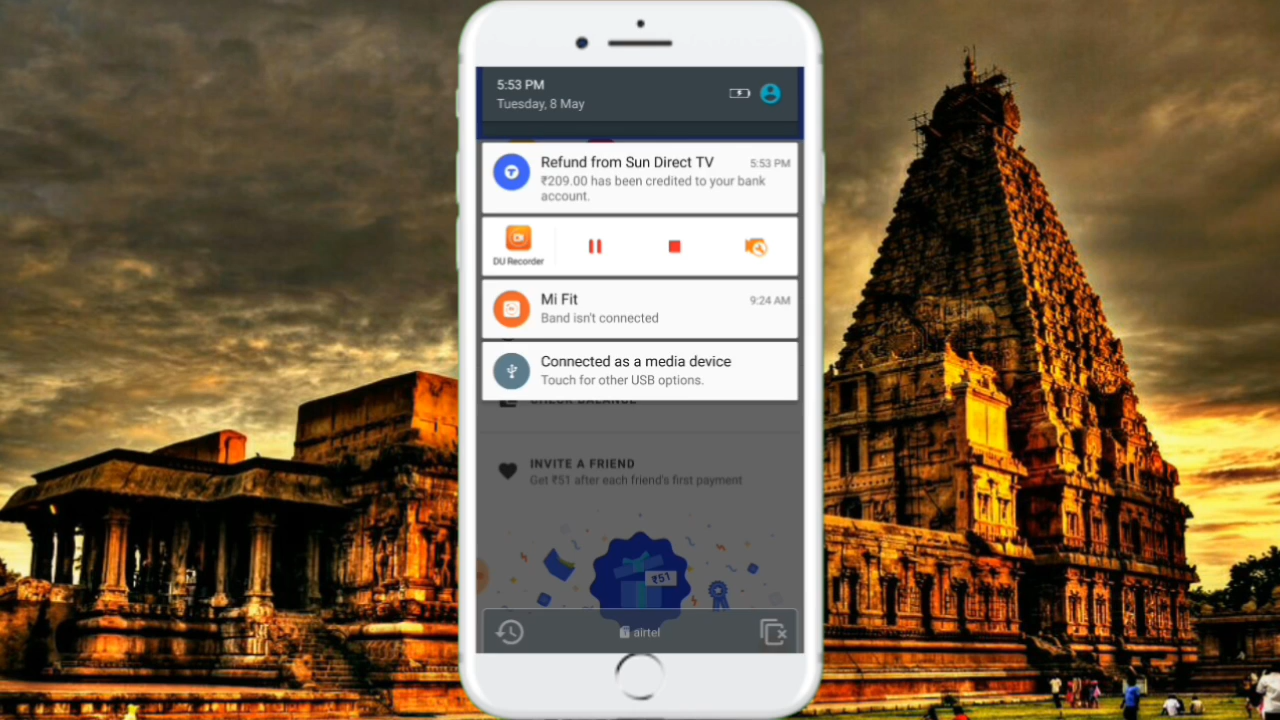 5:53 PM
Tuesday, 8 May
Refund from Sun Direct TV 5:53 PM
₹209.00 has been credited to your bank
account.
DU Recorder
Mi Fit 9:24 AM
Band isn't connected
Connected as a media device
Touch for other USB options.
CHECK BALANCE
INVITE A FRIEND
Get ₹51 after each friend's first payment
₹51
airtel